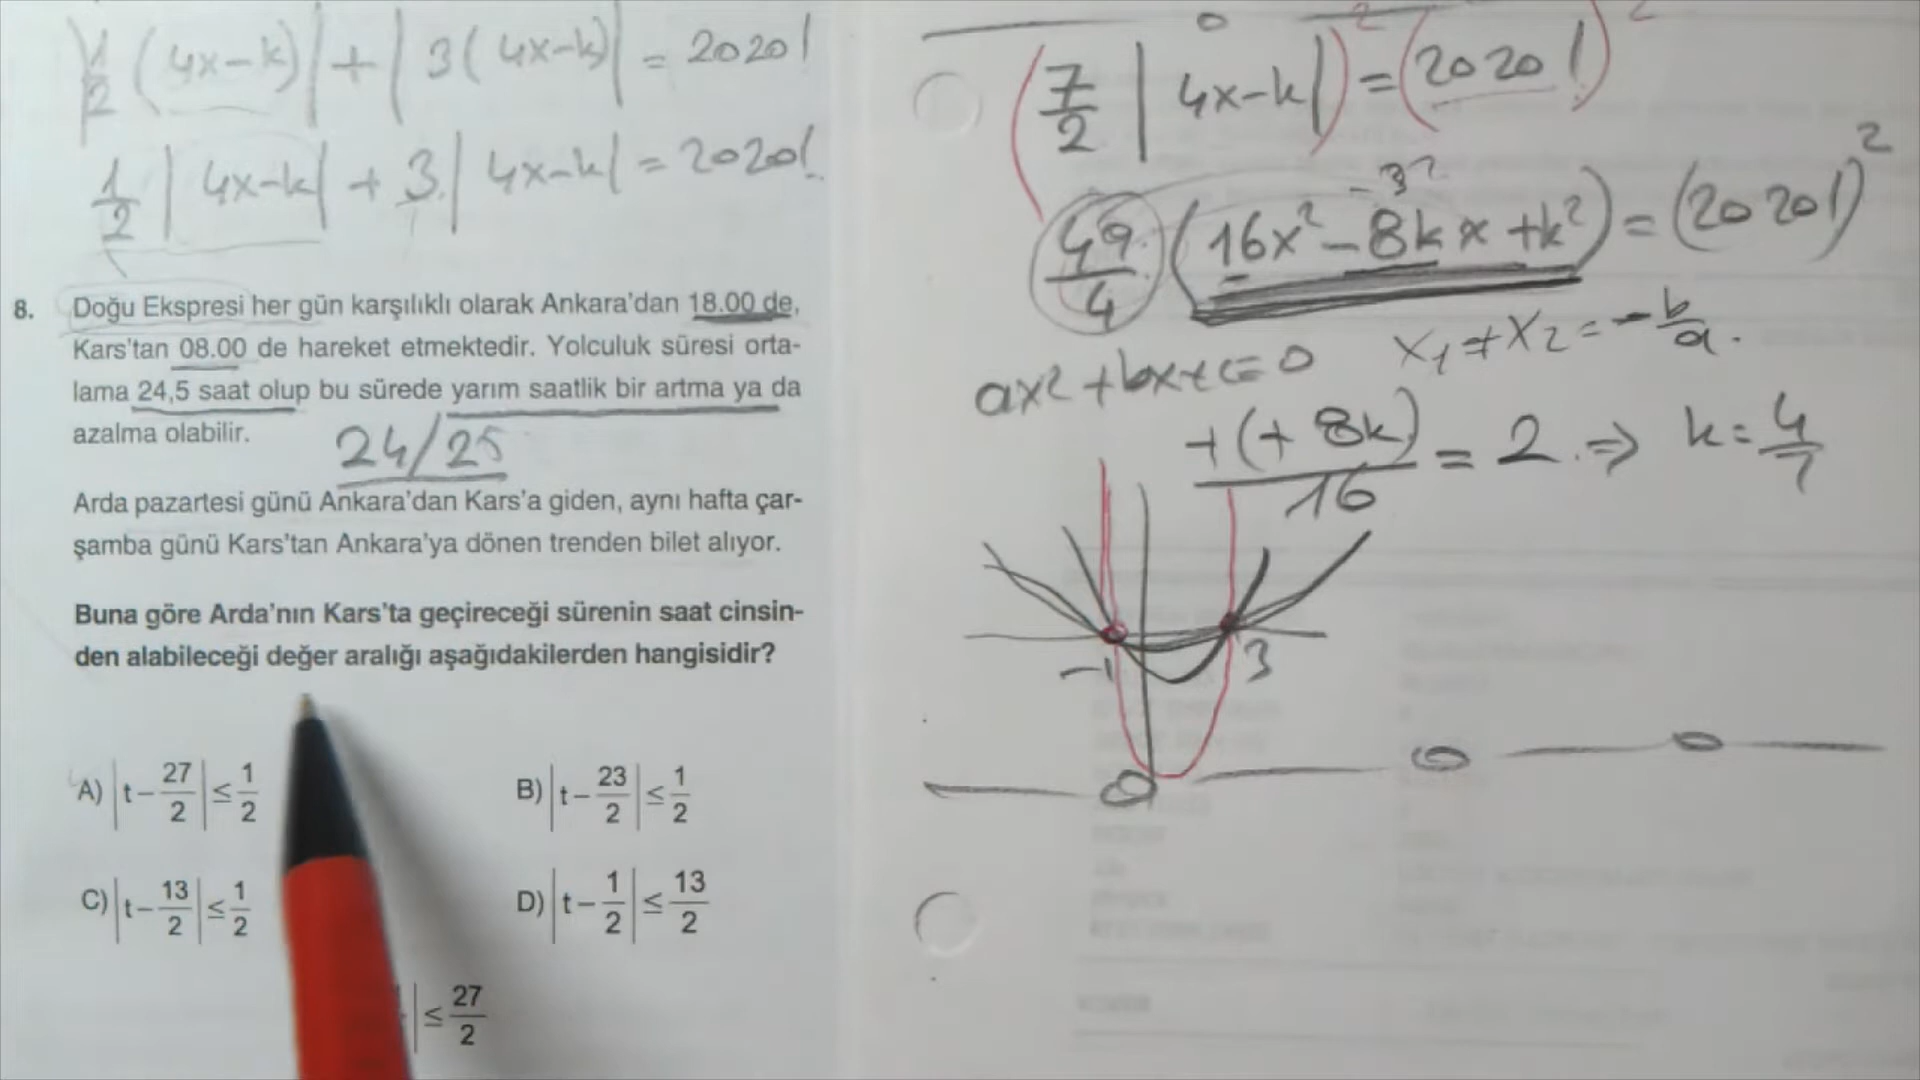 1/2 (4x-k)| + |3(4x-k)| = 2020!
1/2 |4x-k| + 3.|4x-k| = 2020!
8. Doğu Ekspresi her gün karşılıklı olarak Ankara'dan 18.00 de,
Kars'tan 08.00 de hareket etmektedir. Yolculuk süresi orta-
lama 24,5 saat olup bu sürede yarım saatlik bir artma ya da
azalma olabilir.
24/25
Arda pazartesi günü Ankara'dan Kars'a giden, aynı hafta çar-
şamba günü Kars'tan Ankara'ya dönen trenden bilet alıyor.
Buna göre Arda'nın Kars'ta geçireceği sürenin saat cinsin-
den alabileceği değer aralığı aşağıdakilerden hangisidir?
A) |t - 27/2| ≤ 1/2
B) |t - 23/2| ≤ 1/2
C) |t - 13/2| ≤ 1/2
D) |t - 1/2| ≤ 13/2
| ≤ 27/2
(7/2 |4x-k|)² = (2020!)²
49/4 (16x² - 8kx + k²) = (2020!)²
ax² + bx + c = 0
x₁ + x₂ = -b/a.
+(+8k)/16 = 2 . ⇒ k = 4
-1
3